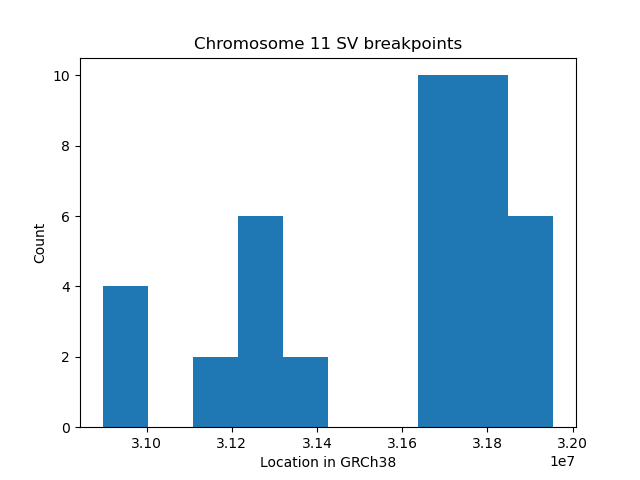 Chromosome 11 SV breakpoints
10
8
6
4
2
0
Count
3.10 3.12 3.14 3.16 3.18 3.20
1e7
Location in GRCh38